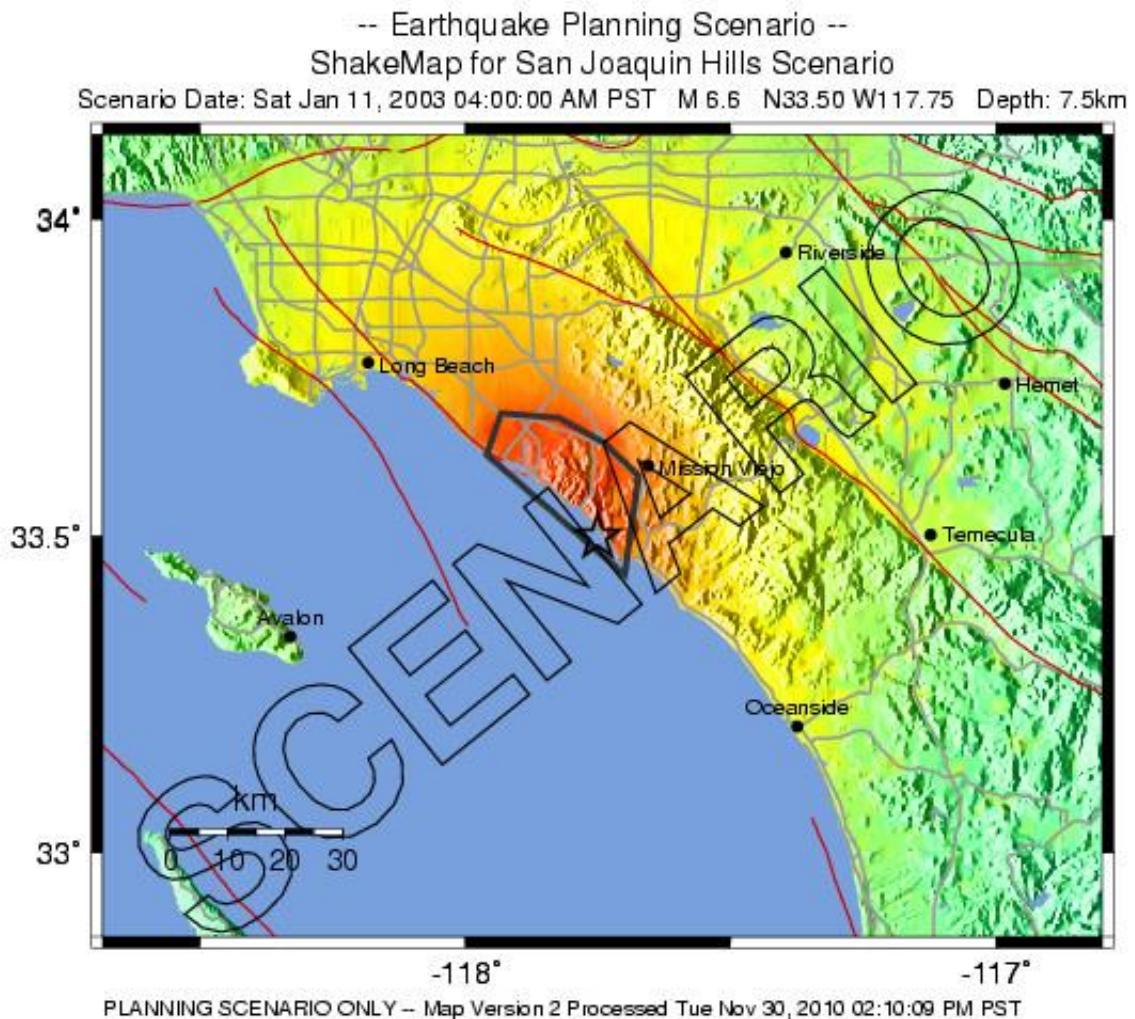 -- Earthquake Planning Scenario --
ShakeMap for San Joaquin Hills Scenario
Scenario Date: Sat Jan 11, 2003 04:00:00 AM PST M 6.6 N33.50 W117.75 Depth: 7.5km
34°
Riverside
Long Beach
Hemet
Mission Viejo
33.5°
Temecula
Avalon
Oceanside
SCENARIO
km
0 10 20 30
33°
-118° -117°
PLANNING SCENARIO ONLY -- Map Version 2 Processed Tue Nov 30, 2010 02:10:09 PM PST